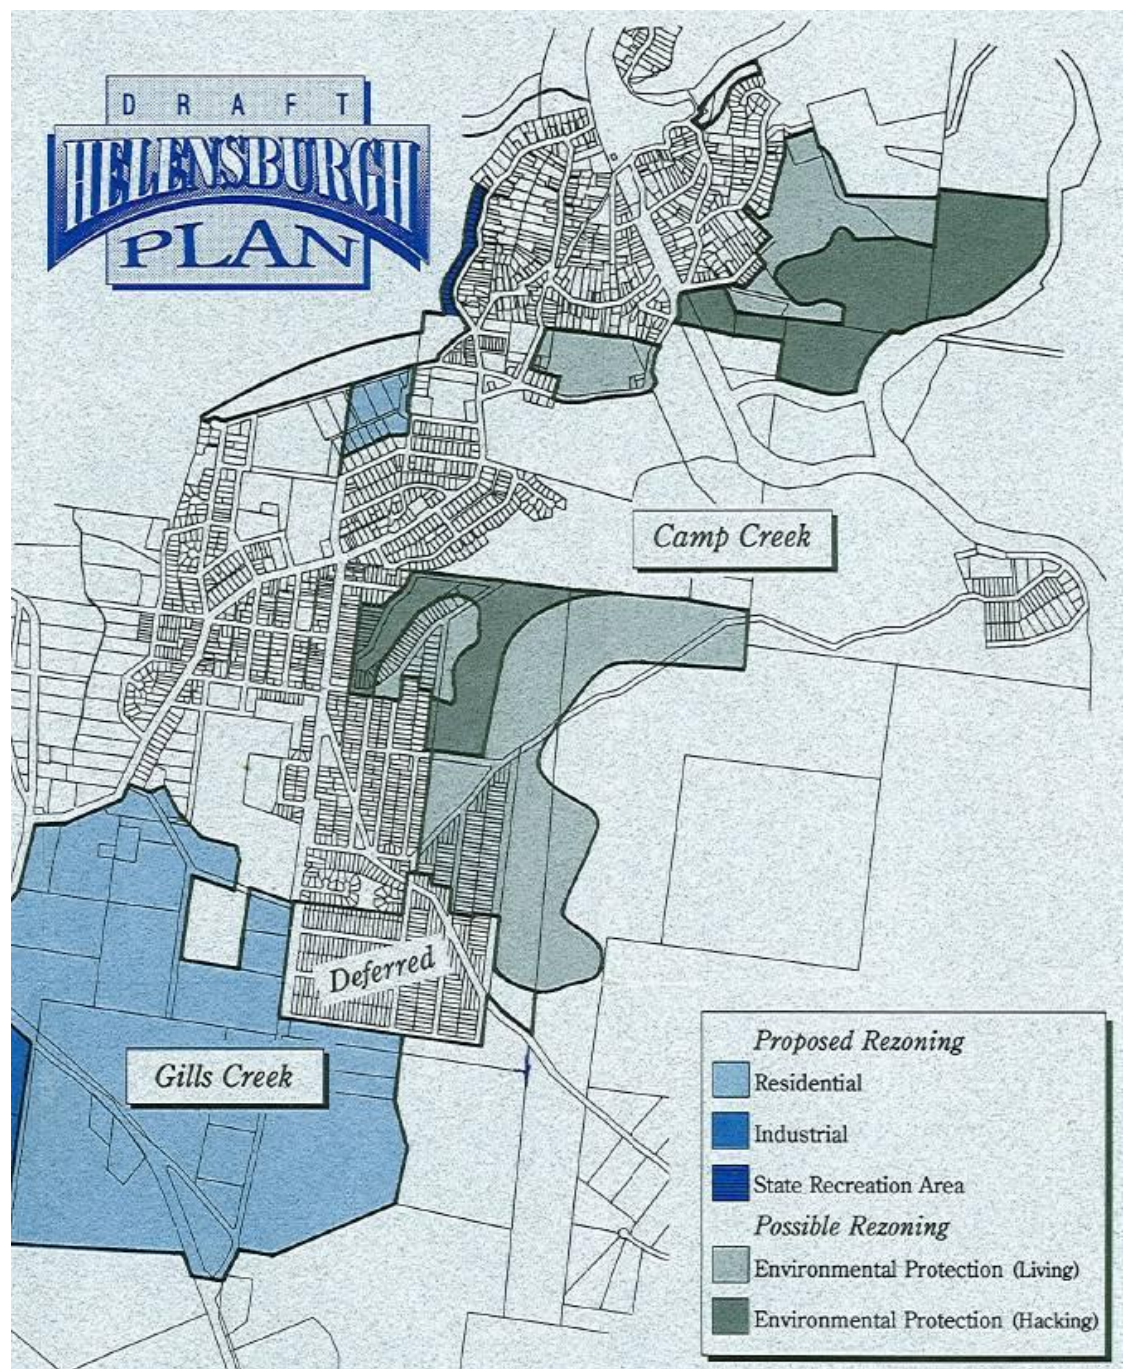 DRAFT
HELENSBURGH
PLAN
Camp Creek
Deferred
Gills Creek
Proposed Rezoning
Residential
Industrial
State Recreation Area
Possible Rezoning
Environmental Protection (Living)
Environmental Protection (Hacking)